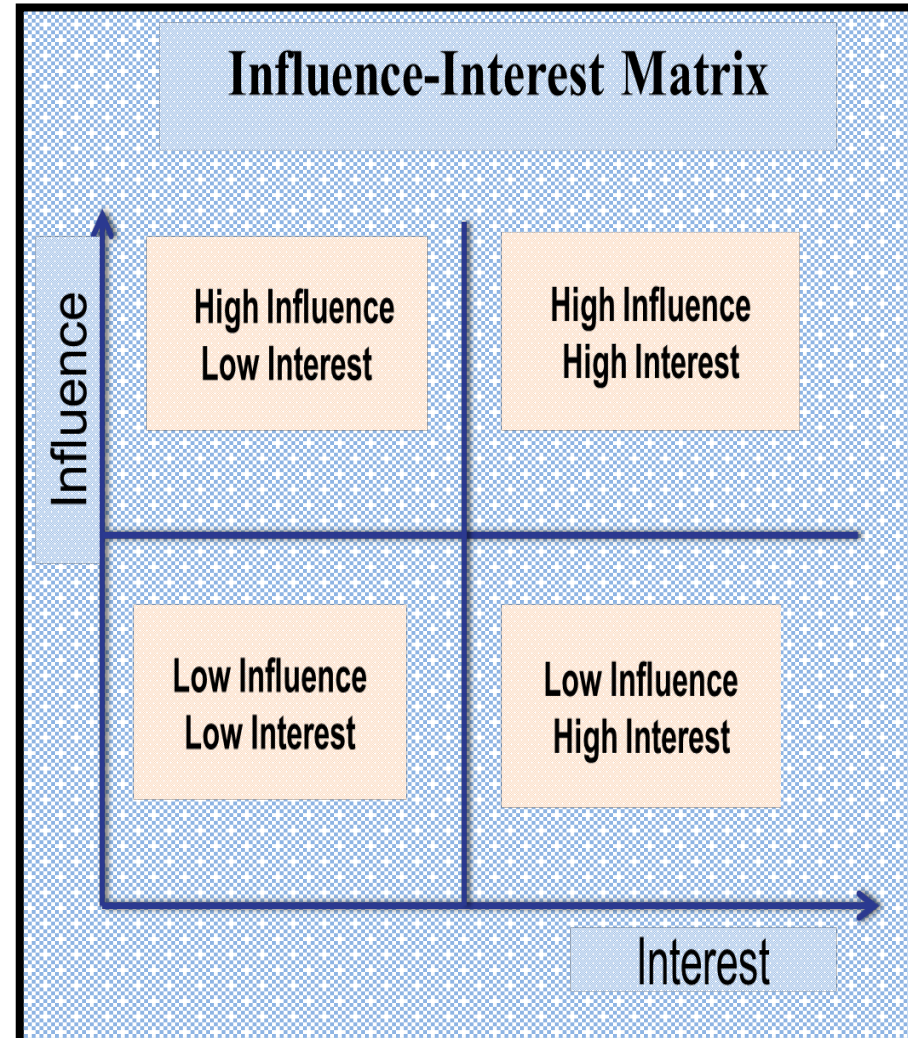 Influence-Interest Matrix
Influence
High Influence
Low Interest
High Influence
High Interest
Low Influence
Low Interest
Low Influence
High Interest
Interest